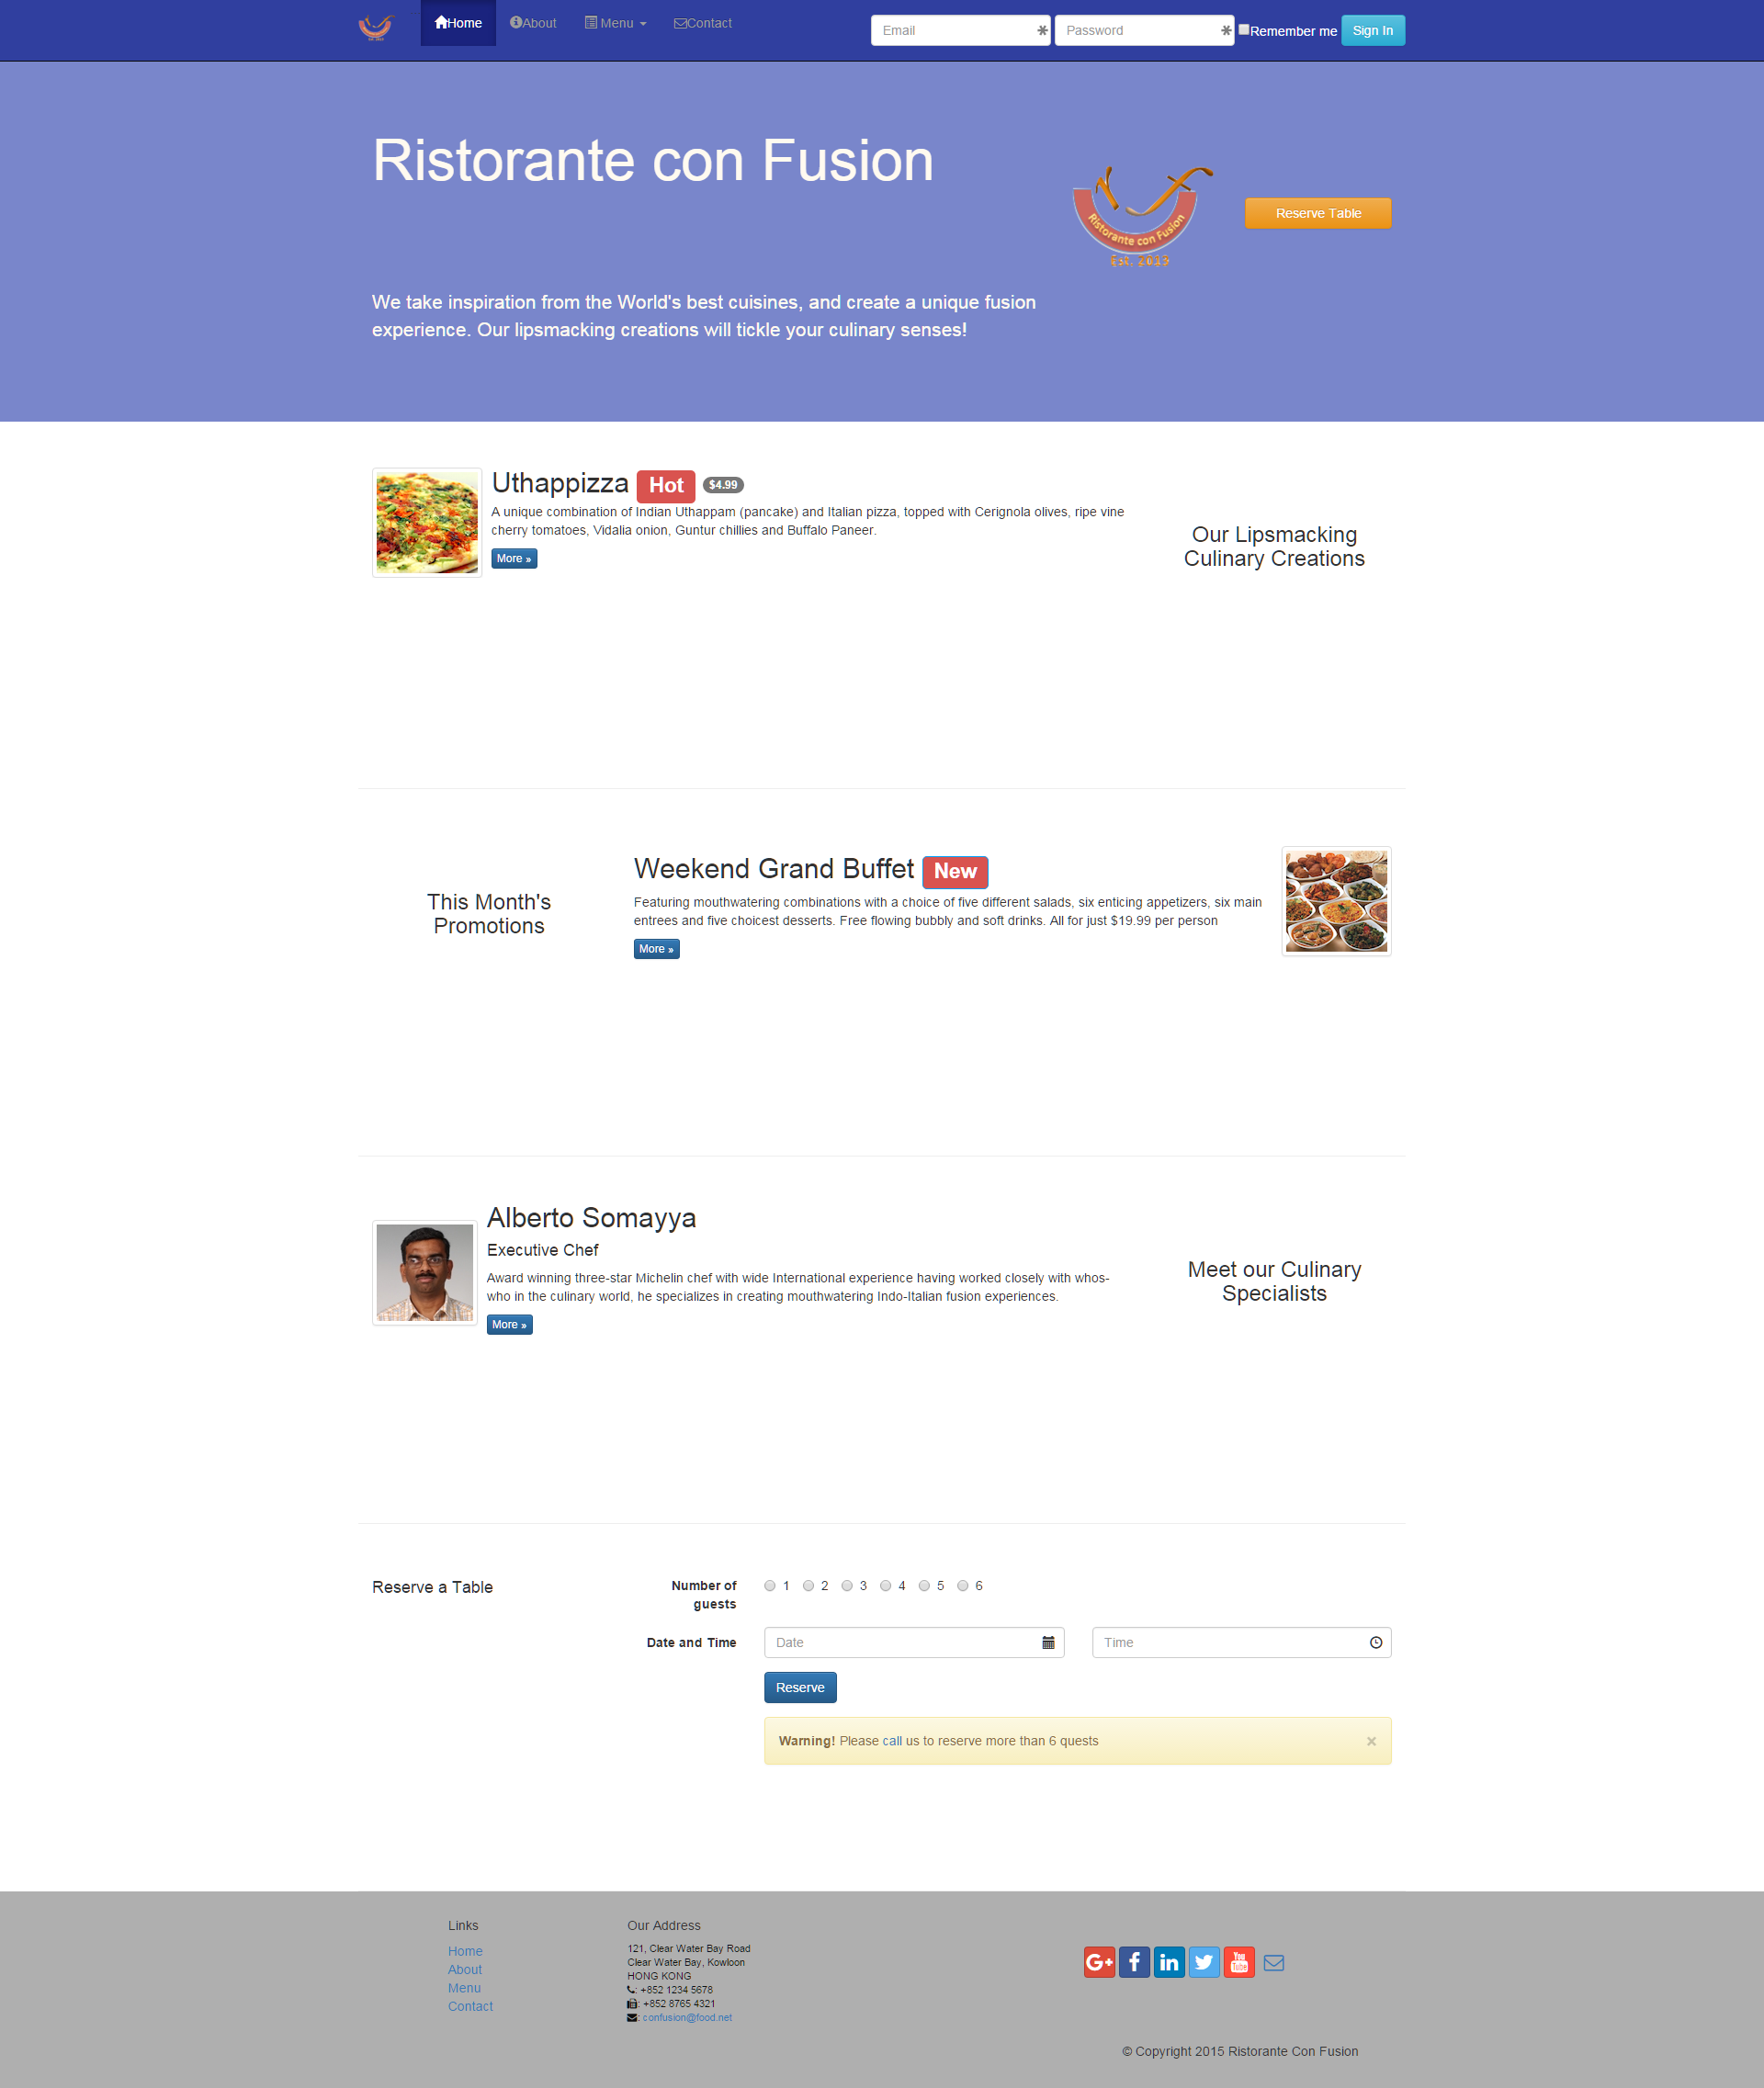 Home
About
Menu
Contact
Email
Password
Remember me
Sign In
Ristorante con Fusion
Ristorante con Fusion
Est. 2013
Reserve Table
We take inspiration from the World's best cuisines, and create a unique fusion
experience. Our lipsmacking creations will tickle your culinary senses!
Uthappizza Hot $4.99
A unique combination of Indian Uthappam (pancake) and Italian pizza, topped with Cerignola olives, ripe vine
cherry tomatoes, Vidalia onion, Guntur chillies and Buffalo Paneer.
More »
Our Lipsmacking
Culinary Creations
This Month's
Promotions
Weekend Grand Buffet New
Featuring mouthwatering combinations with a choice of five different salads, six enticing appetizers, six main
entrees and five choicest desserts. Free flowing bubbly and soft drinks. All for just $19.99 per person
More »
Alberto Somayya
Executive Chef
Award winning three-star Michelin chef with wide International experience having worked closely with whos-
who in the culinary world, he specializes in creating mouthwatering Indo-Italian fusion experiences.
More »
Meet our Culinary
Specialists
Reserve a Table
Number of
guests
1 2 3 4 5 6
Date and Time
Date
Time
Reserve
Warning! Please call us to reserve more than 6 quests ×
Links
Home
About
Menu
Contact
Our Address
121, Clear Water Bay Road
Clear Water Bay, Kowloon
HONG KONG
: +852 1234 5678
: +852 8765 4321
: confusion@food.net
G+ f in You Tube
© Copyright 2015 Ristorante Con Fusion